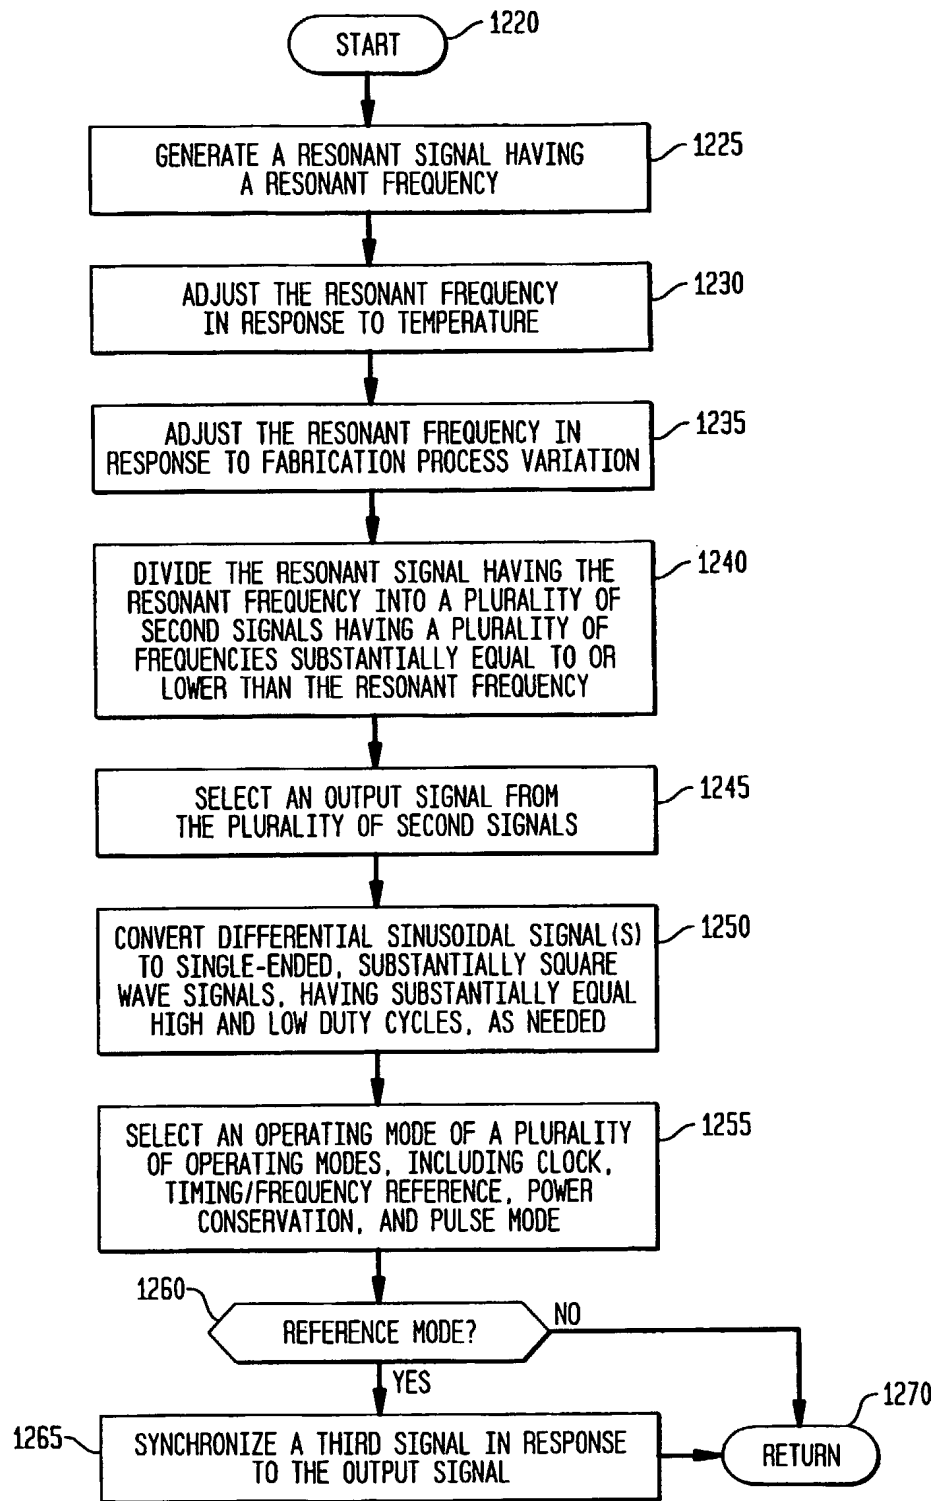 START
1220
GENERATE A RESONANT SIGNAL HAVING
A RESONANT FREQUENCY
1225
ADJUST THE RESONANT FREQUENCY
IN RESPONSE TO TEMPERATURE
1230
ADJUST THE RESONANT FREQUENCY IN
RESPONSE TO FABRICATION PROCESS VARIATION
1235
DIVIDE THE RESONANT SIGNAL HAVING THE
RESONANT FREQUENCY INTO A PLURALITY OF
SECOND SIGNALS HAVING A PLURALITY OF
FREQUENCIES SUBSTANTIALLY EQUAL TO OR
LOWER THAN THE RESONANT FREQUENCY
1240
SELECT AN OUTPUT SIGNAL FROM
THE PLURALITY OF SECOND SIGNALS
1245
CONVERT DIFFERENTIAL SINUSOIDAL SIGNAL(S)
TO SINGLE-ENDED, SUBSTANTIALLY SQUARE
WAVE SIGNALS, HAVING SUBSTANTIALLY EQUAL
HIGH AND LOW DUTY CYCLES, AS NEEDED
1250
SELECT AN OPERATING MODE OF A PLURALITY
OF OPERATING MODES, INCLUDING CLOCK,
TIMING/FREQUENCY REFERENCE, POWER
CONSERVATION, AND PULSE MODE
1255
1260
REFERENCE MODE?
NO
YES
1265
SYNCHRONIZE A THIRD SIGNAL IN RESPONSE
TO THE OUTPUT SIGNAL
1270
RETURN